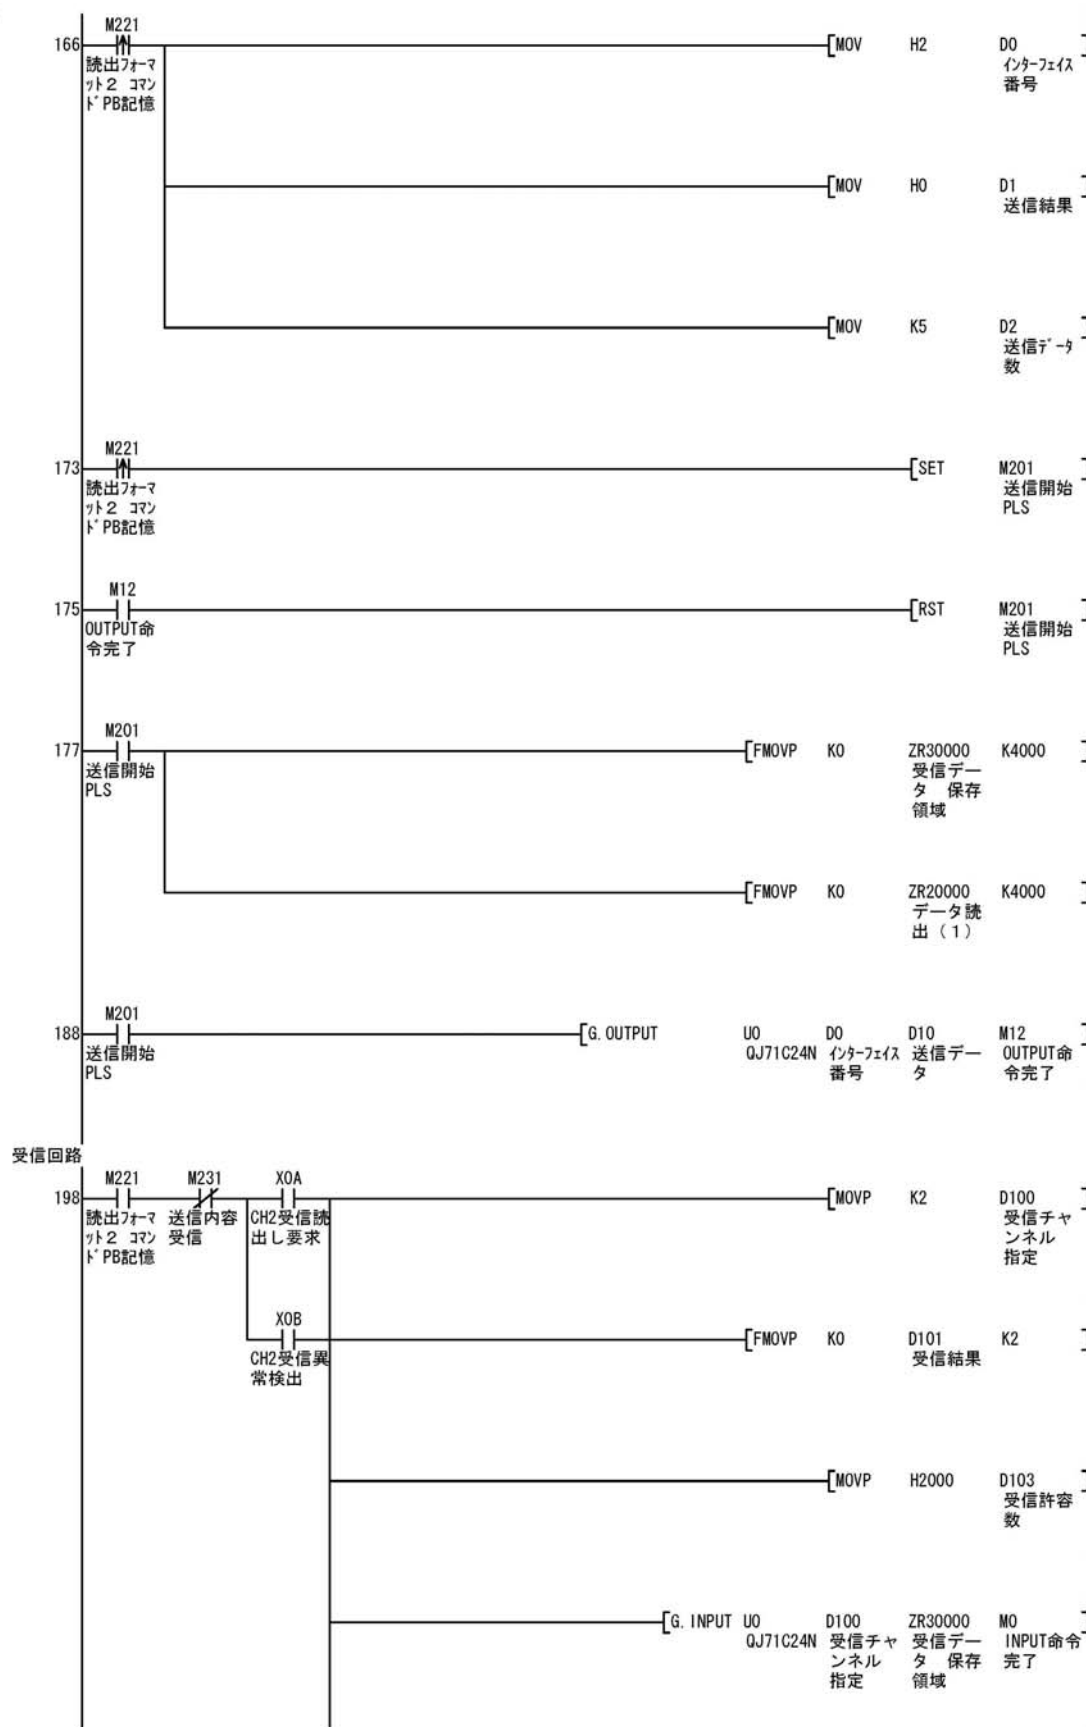 M221
166 [MOV H2 D0 ]
読出フォーマ
ット2 コマン
ドPB記憶
インターフェイス
番号
[MOV H0 D1 ]
送信結果
[MOV K5 D2 ]
送信データ
数
M221
173 [SET M201 ]
読出フォーマ
ット2 コマン
ドPB記憶
送信開始
PLS
M12
175 [RST M201 ]
OUTPUT命
令完了
送信開始
PLS
M201
177 [FMOVP K0 ZR30000 K4000 ]
送信開始
PLS
受信デー
タ 保存
領域
[FMOVP K0 ZR20000 K4000 ]
データ読
出(1)
M201
188 [G.OUTPUT U0 D0 D10 M12 ]
送信開始
PLS
QJ71C24N
インターフェイス
番号
送信デー
タ
OUTPUT命
令完了
受信回路
M221 M231 X0A
198 [MOVP K2 D100 ]
読出フォーマ
ット2 コマン
ドPB記憶
送信内容
受信
CH2受信読
出し要求
受信チャ
ンネル
指定
X0B
[FMOVP K0 D101 K2 ]
CH2受信異
常検出
受信結果
[MOVP H2000 D103 ]
受信許容
数
[G.INPUT U0 D100 ZR30000 M0 ]
QJ71C24N
受信チャ
ンネル
指定
受信デー
タ 保存
領域
INPUT命令
完了